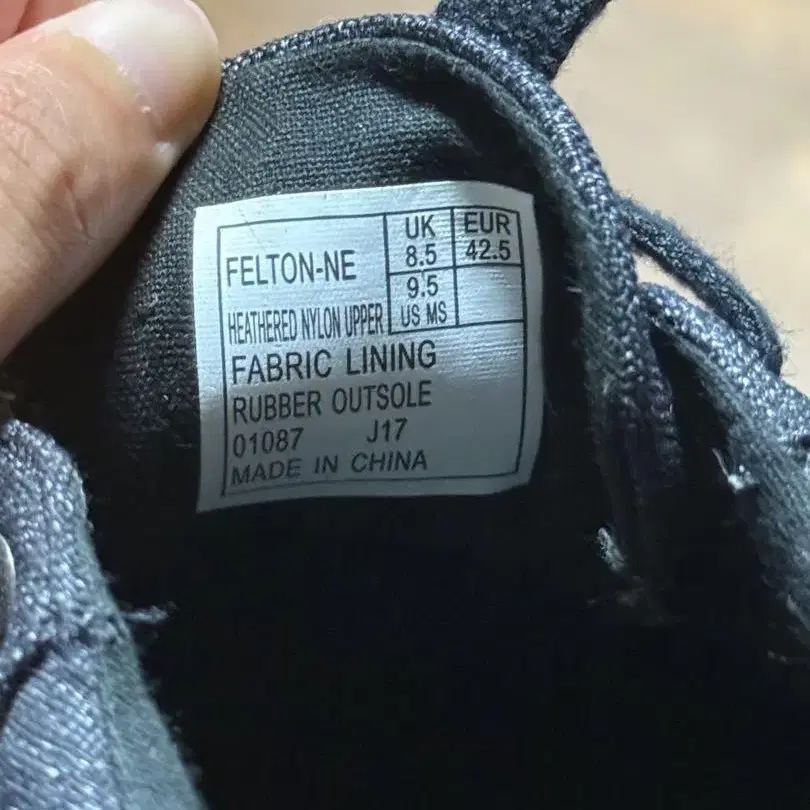 FELTON-NE
UK EUR
8.5 42.5
9.5
US MS
HEATHERED NYLON UPPER
FABRIC LINING
RUBBER OUTSOLE
01087 J17
MADE IN CHINA